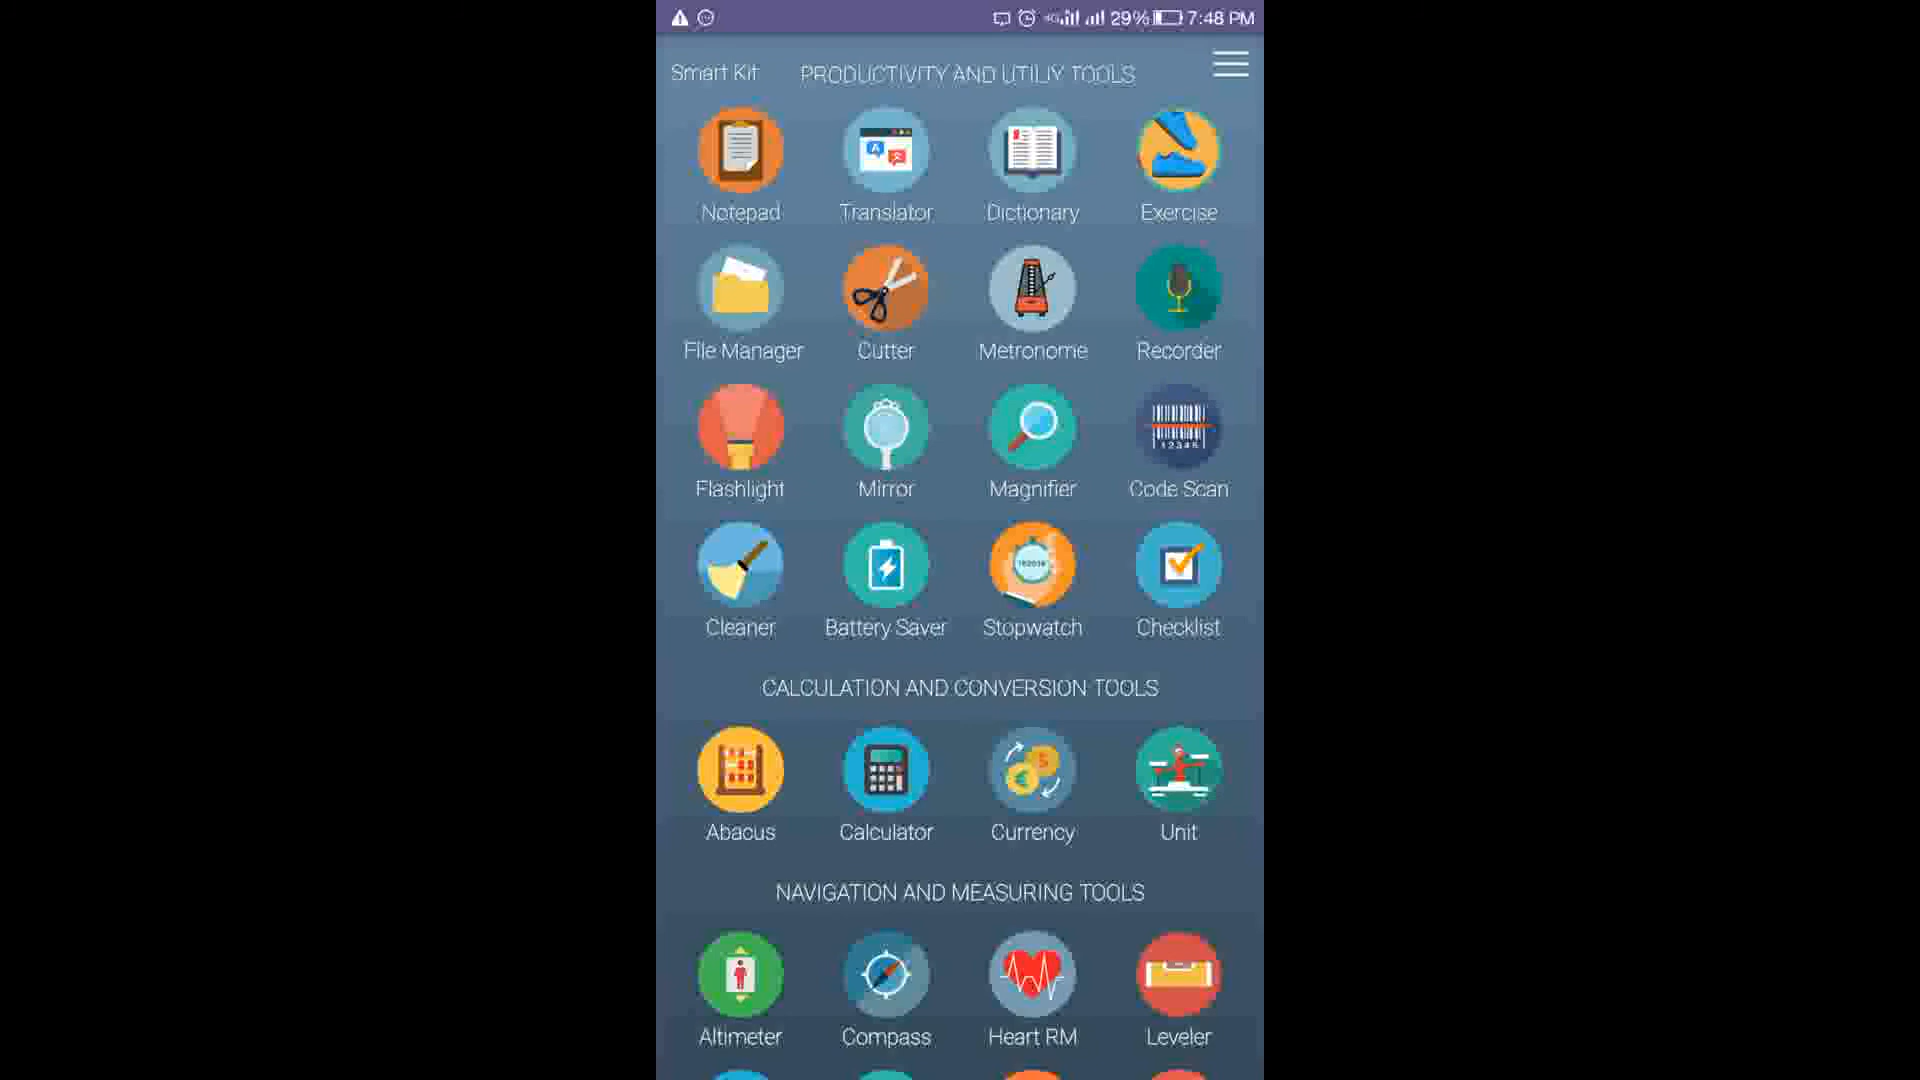 4G 29% 7:48 PM
Smart Kit PRODUCTIVITY AND UTILIY TOOLS
Notepad Translator Dictionary Exercise
File Manager Cutter Metronome Recorder
12345
Flashlight Mirror Magnifier Code Scan
Cleaner Battery Saver Stopwatch Checklist
CALCULATION AND CONVERSION TOOLS
Abacus Calculator Currency Unit
NAVIGATION AND MEASURING TOOLS
Altimeter Compass Heart RM Leveler